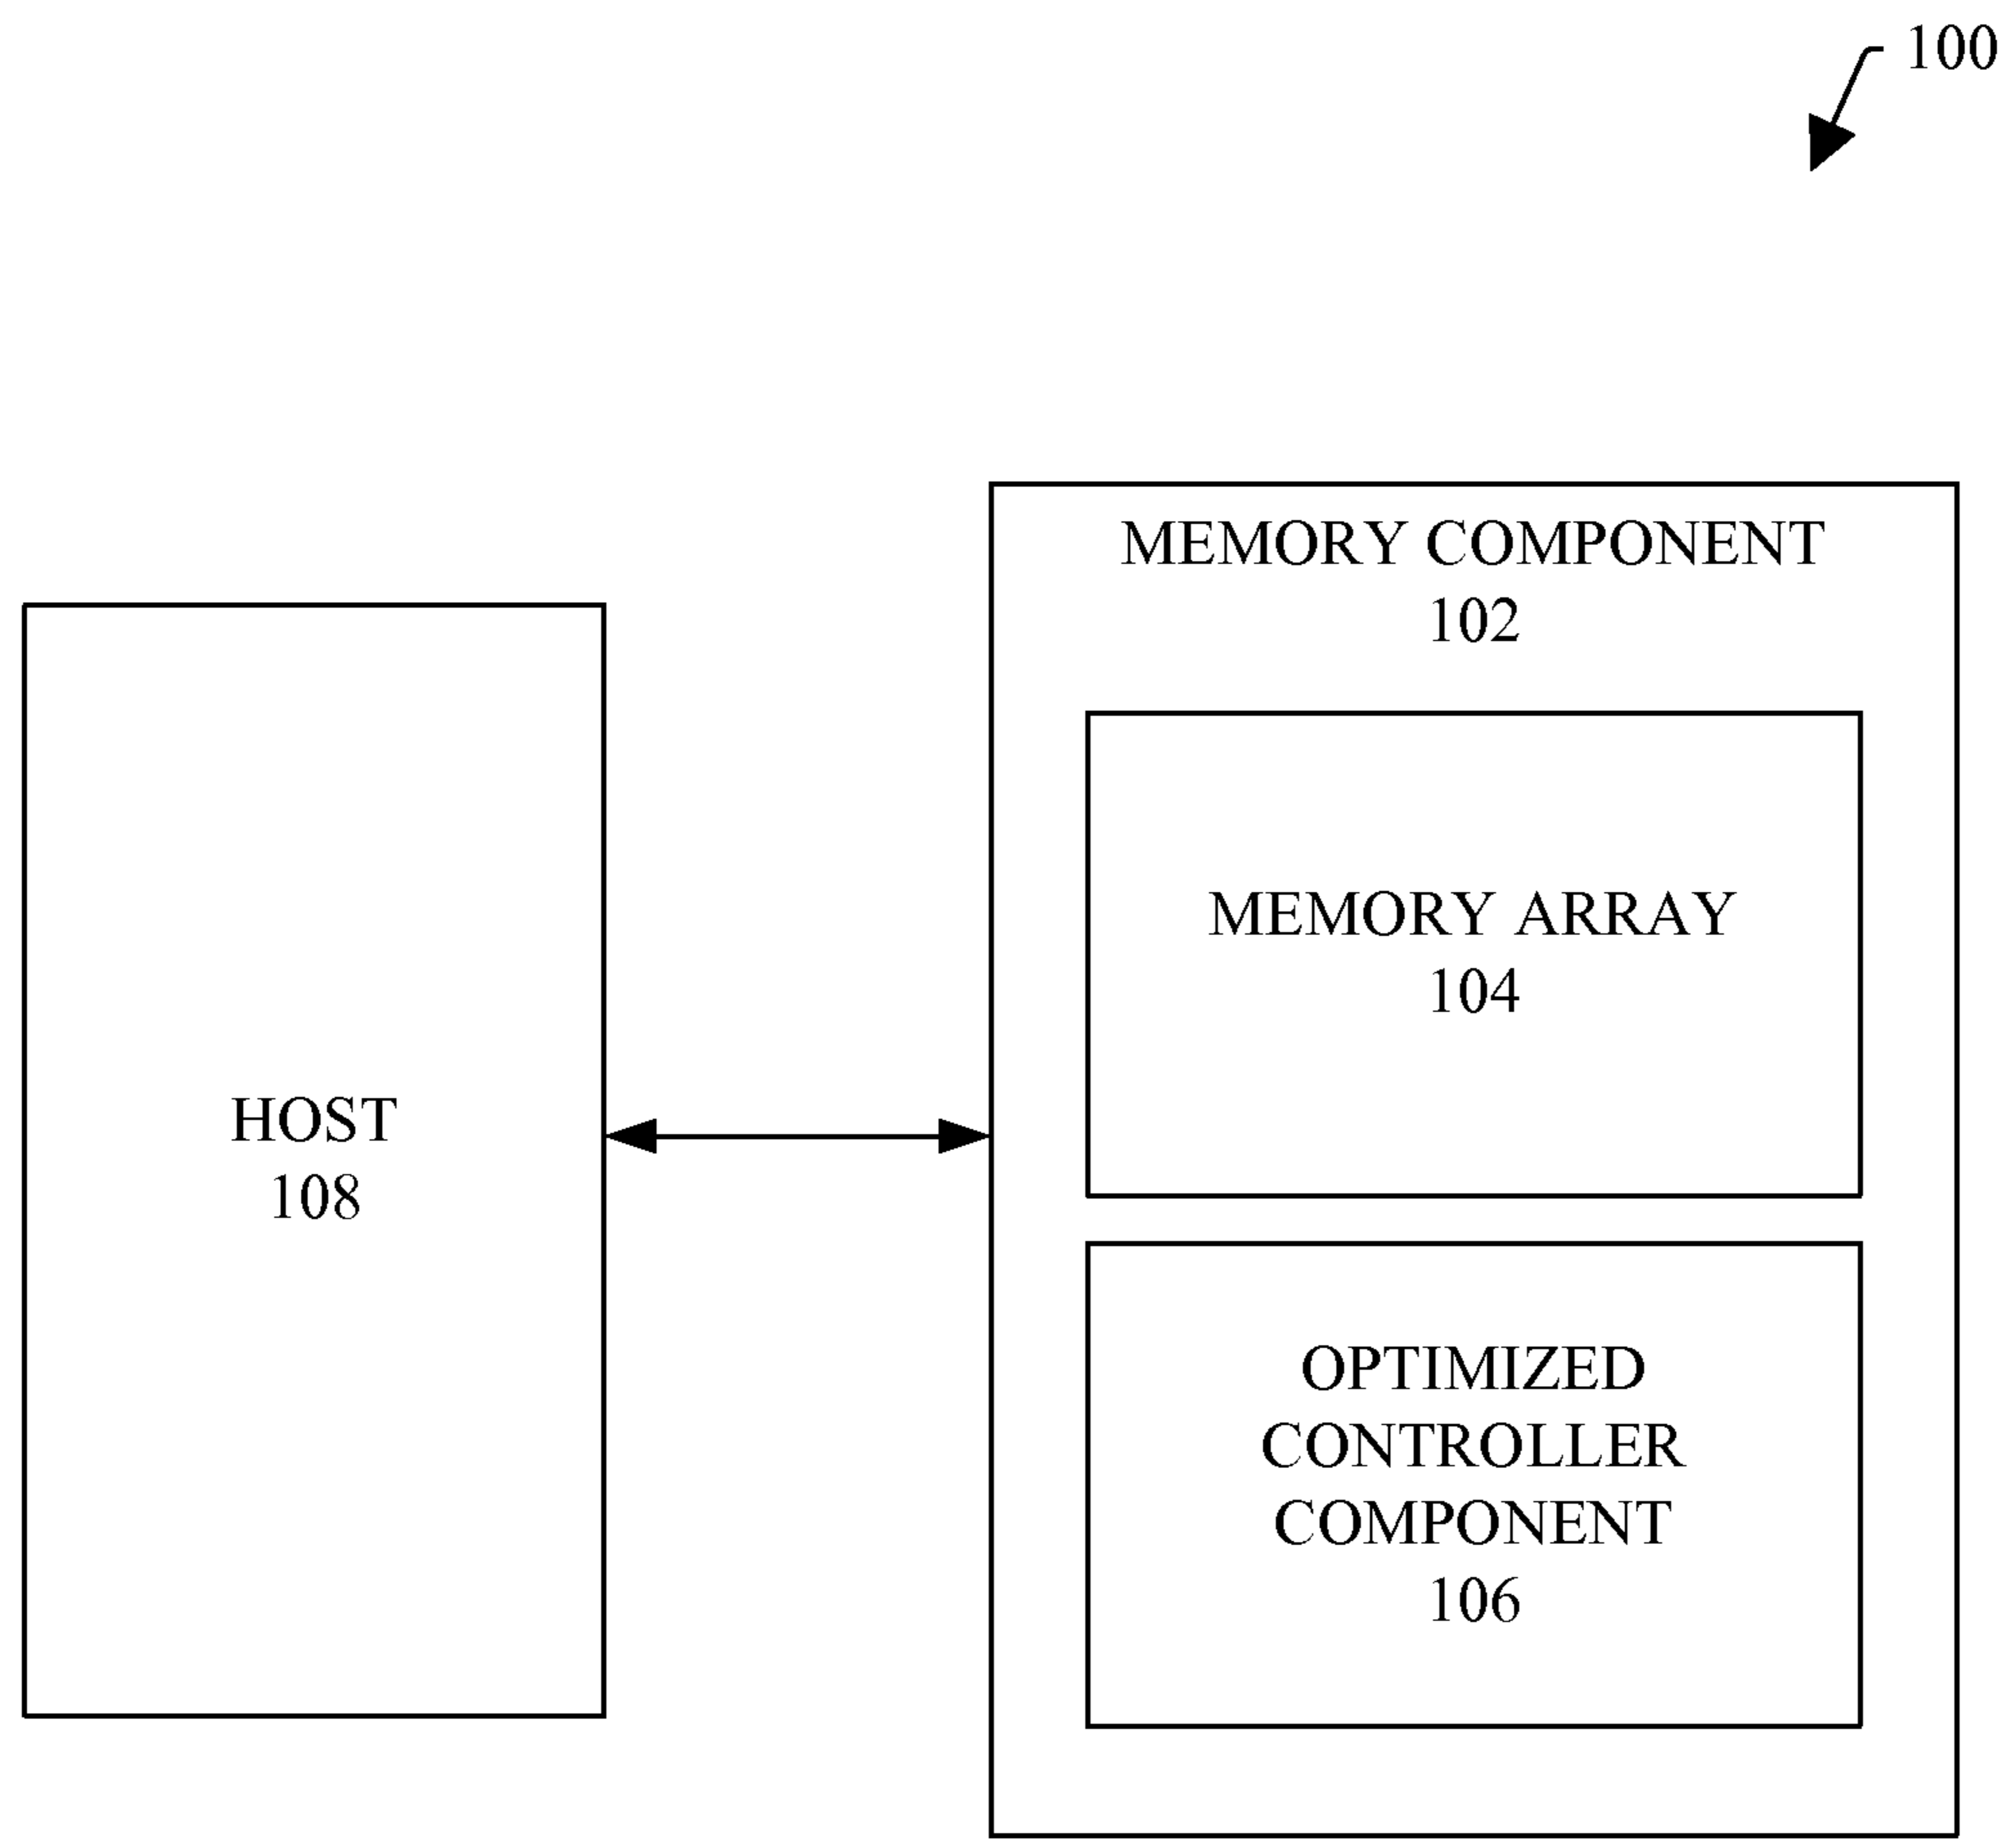 100
MEMORY COMPONENT
102
MEMORY ARRAY
104
HOST
108
OPTIMIZED
CONTROLLER
COMPONENT
106